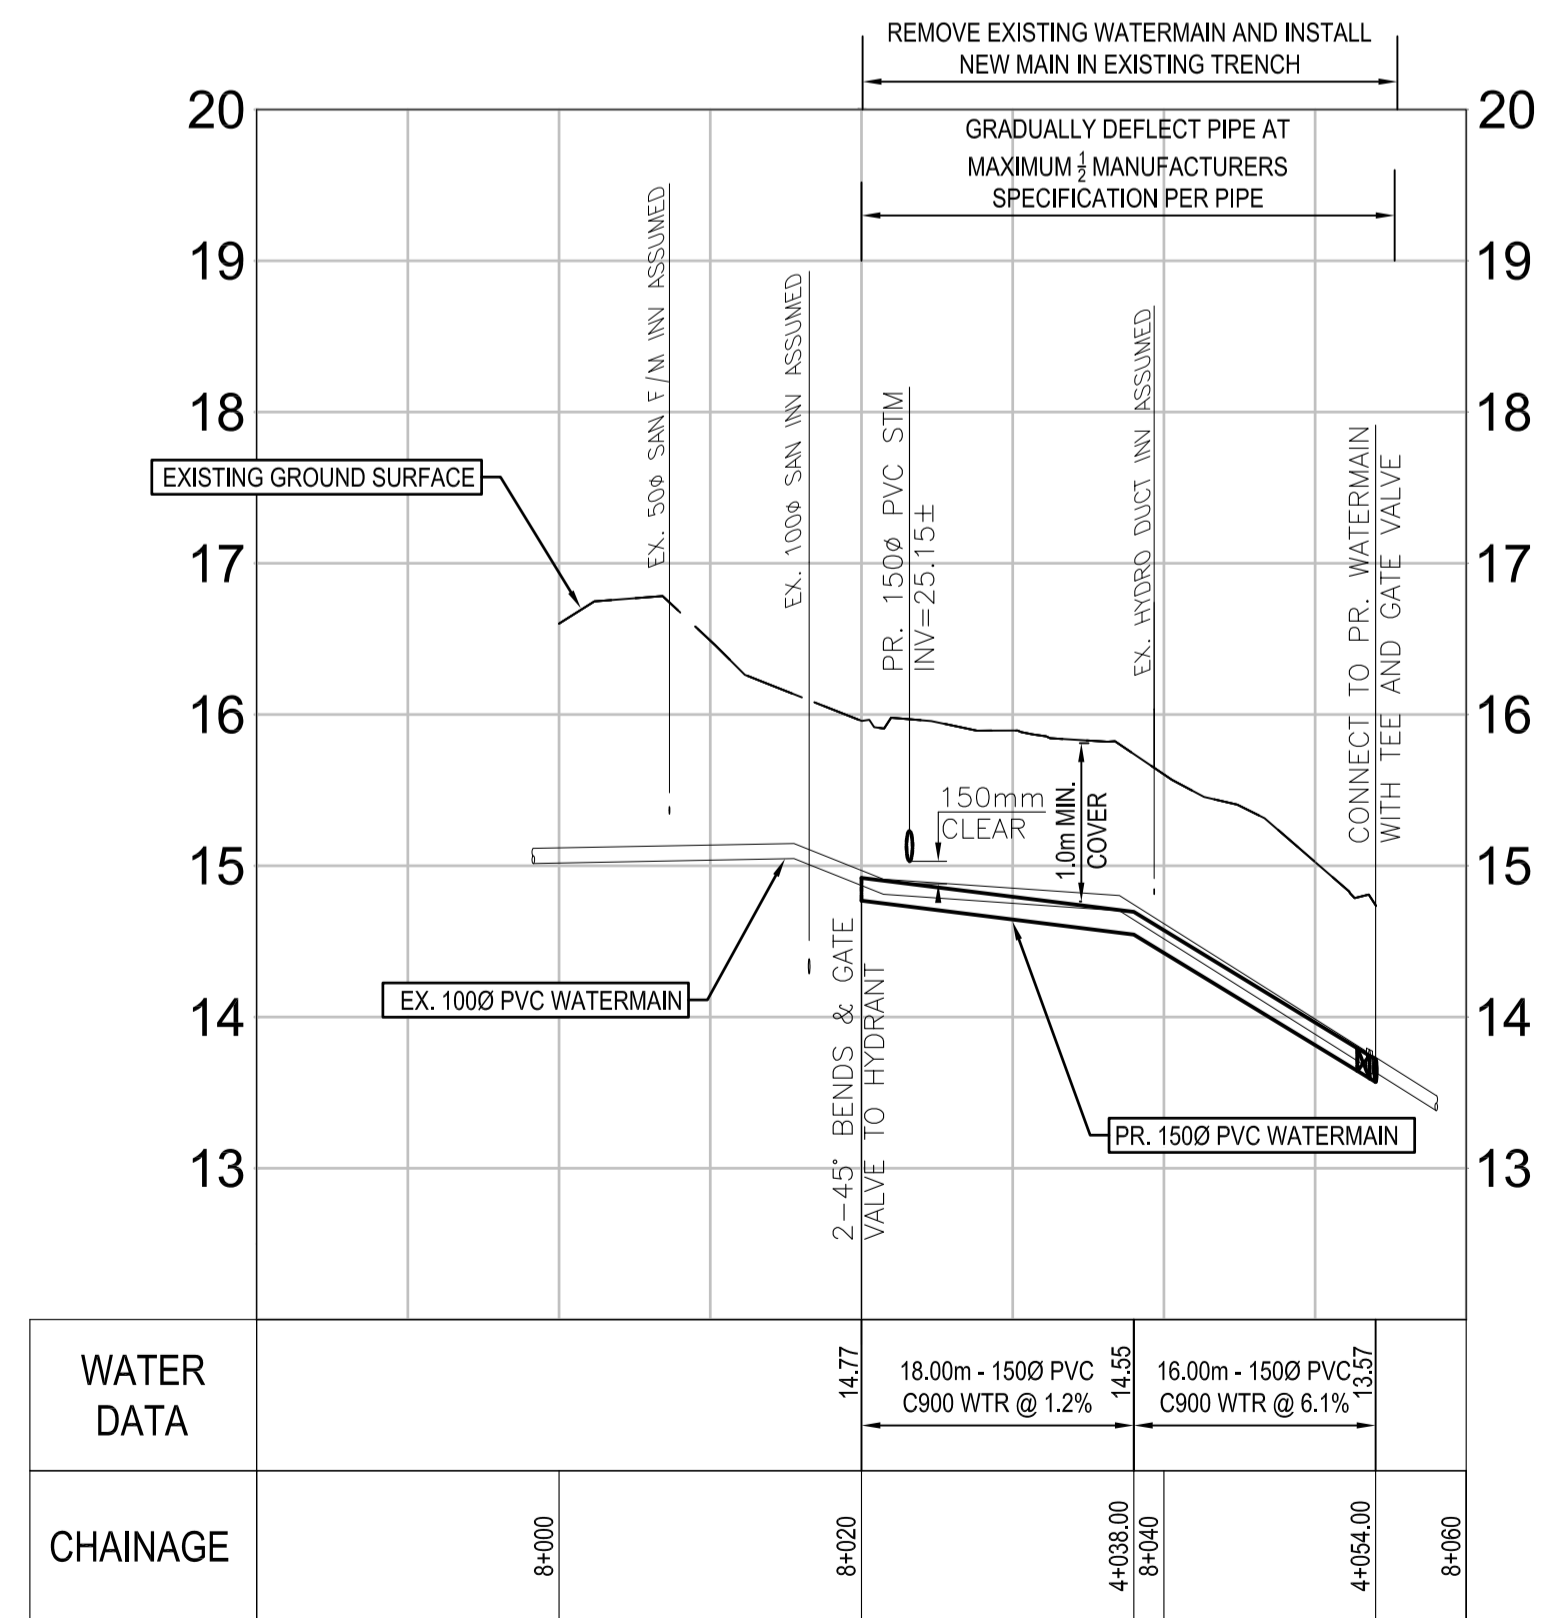 REMOVE EXISTING WATERMAIN AND INSTALL
NEW MAIN IN EXISTING TRENCH
20
20
GRADUALLY DEFLECT PIPE AT
MAXIMUM ½ MANUFACTURERS
SPECIFICATION PER PIPE
19
19
18
18
17
17
16
16
15
15
14
14
13
13
EX. 50ø SAN F/M INV ASSUMED
EX. 100ø SAN INV ASSUMED
PR. 150ø PVC STM
INV=25.15±
EX. HYDRO DUCT INV ASSUMED
CONNECT TO PR. WATERMAIN
WITH TEE AND GATE VALVE
EXISTING GROUND SURFACE
150mm
CLEAR
1.0m MIN.
COVER
EX. 100Ø PVC WATERMAIN
2-45° BENDS & GATE
VALVE TO HYDRANT
PR. 150Ø PVC WATERMAIN
WATER
DATA
14.77
18.00m - 150Ø PVC
C900 WTR @ 1.2%
14.55
16.00m - 150Ø PVC
C900 WTR @ 6.1%
13.57
CHAINAGE
8+000
8+020
4+038.00
8+040
4+054.00
8+060